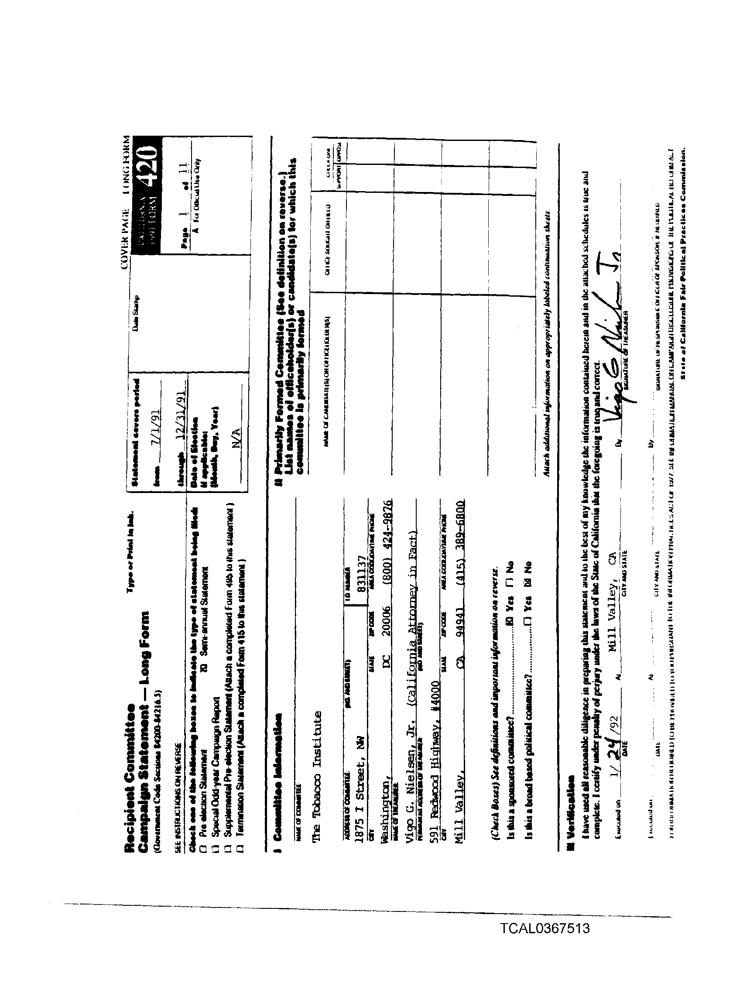 COVER PAGE LONG FORM
Recipient Committee
Campaign Statement — Long Form
(Government Code Sections 84200-84216.5)
Type or Print in Ink.
SEE INSTRUCTIONS ON REVERSE
Check one of the following boxes to indicate the type of statement being filed:
Pre-election Statement
Semi-annual Statement
Special Odd-year Campaign Report
Supplemental Pre-election Statement (Attach a completed Form 495 to this statement)
Termination Statement (Attach a completed Form 415 to this statement)
Statement covers period
from 7/1/91
through 12/31/91
Date of Election
if applicable:
(Month, Day, Year)
N/A
Date Stamp
CALIFORNIA
1991 FORM 420
Page 1 of 11
A For Official Use Only
I Committee Information
NAME OF COMMITTEE
The Tobacco Institute
ADDRESS OF COMMITTEE (NO. AND STREET) I.D. NUMBER
1875 I Street, NW 831137
CITY STATE ZIP CODE AREA CODE/DAYTIME PHONE
Washington, DC 20006 (800) 424-9876
NAME OF TREASURER
Vigo G. Nielsen, Jr. (California Attorney in Fact)
PERMANENT ADDRESS OF TREASURER (NO. AND STREET)
591 Redwood Highway, #4000
CITY STATE ZIP CODE AREA CODE/DAYTIME PHONE
Mill Valley, CA 94941 (415) 389-6800
(Check Boxes) See definitions and important information on reverse.
Is this a sponsored committee? Yes No
Is this a broad based political committee? Yes No
II Primarily Formed Committee (See definition on reverse.)
List names of officeholder(s) or candidate(s) for which this
committee is primarily formed
NAME OF CANDIDATE(S) OR OFFICEHOLDER(S) OFFICE SOUGHT OR HELD CHECK ONE
SUPPORT OPPOSE
Attach additional information on appropriately labeled continuation sheets
III Verification
I have used all reasonable diligence in preparing this statement and to the best of my knowledge the information contained herein and in the attached schedules is true and
complete. I certify under penalty of perjury under the laws of the State of California that the foregoing is true and correct.
Executed on 1/24/92 At Mill Valley, CA By Vigo G Niel Jr
DATE CITY AND STATE SIGNATURE OF TREASURER
Executed on At By
DATE CITY AND STATE SIGNATURE OF RESPONSIBLE OFFICER OF SPONSOR, IF REQUIRED
State of California Fair Political Practices Commission.
TCAL0367513